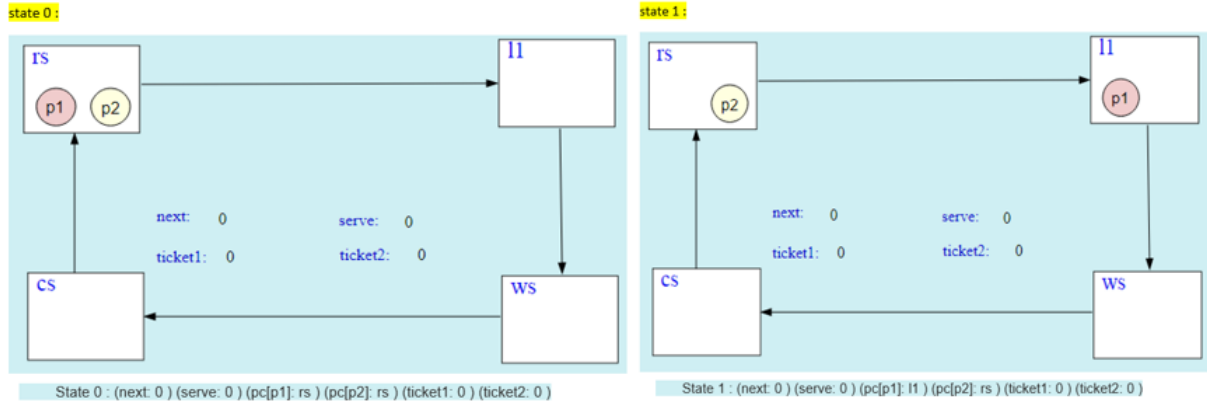 state 0 :
rs
p1 p2
l1
next: 0 serve: 0
ticket1: 0 ticket2: 0
cs
ws
State 0 : (next: 0 ) (serve: 0 ) (pc[p1]: rs ) (pc[p2]: rs ) (ticket1: 0 ) (ticket2: 0 )
state 1 :
rs
p2
l1
p1
next: 0 serve: 0
ticket1: 0 ticket2: 0
cs
ws
State 1 : (next: 0 ) (serve: 0 ) (pc[p1]: l1 ) (pc[p2]: rs ) (ticket1: 0 ) (ticket2: 0 )